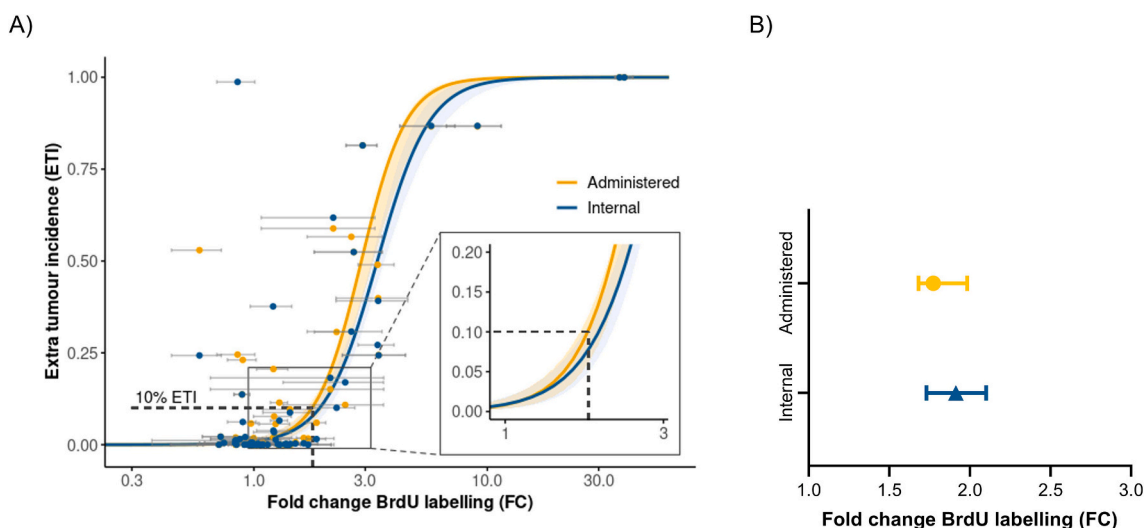 A)
Extra tumour incidence (ETI)
1.00
0.75
0.50
0.25
0.00
10% ETI
Administered
Internal
0.20
0.15
0.10
0.05
0.00
1
3
0.3
1.0
3.0
10.0
30.0
Fold change BrdU labelling (FC)
B)
Administered
Internal
1.0
1.5
2.0
2.5
3.0
Fold change BrdU labelling (FC)